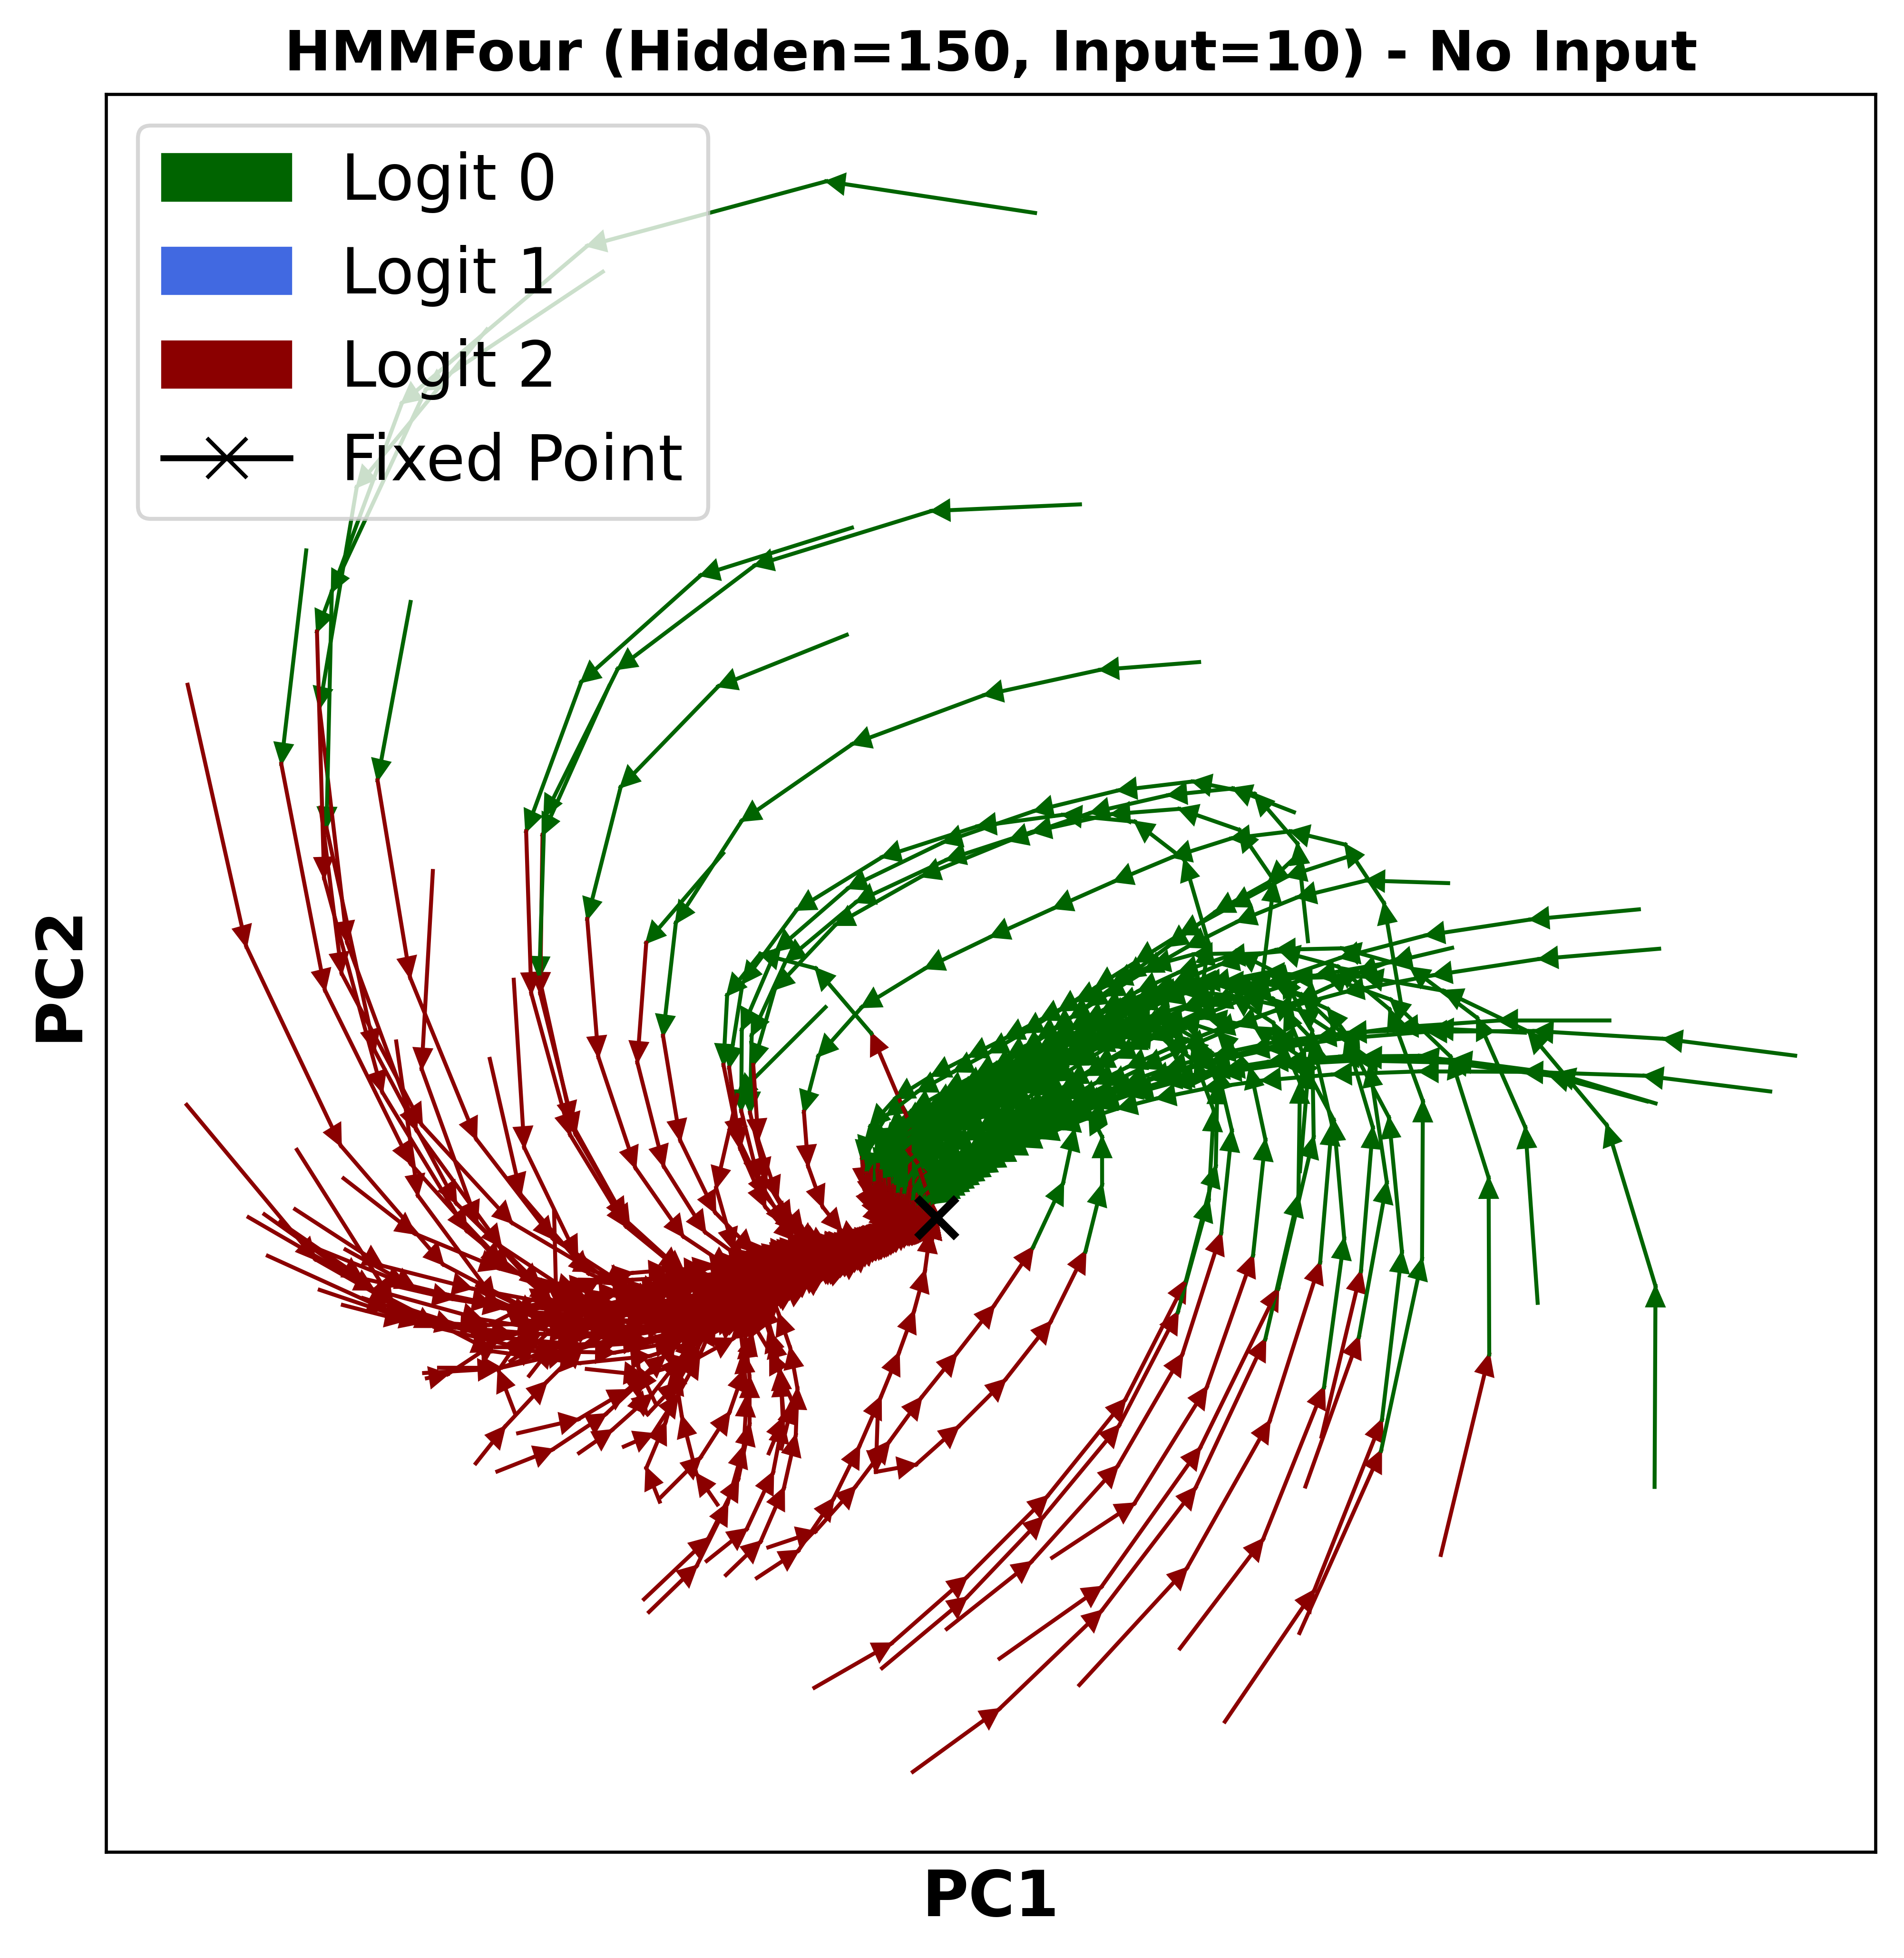 HMMFour (Hidden=150, Input=10) - No Input
Logit 0
Logit 1
Logit 2
Fixed Point
PC2
PC1